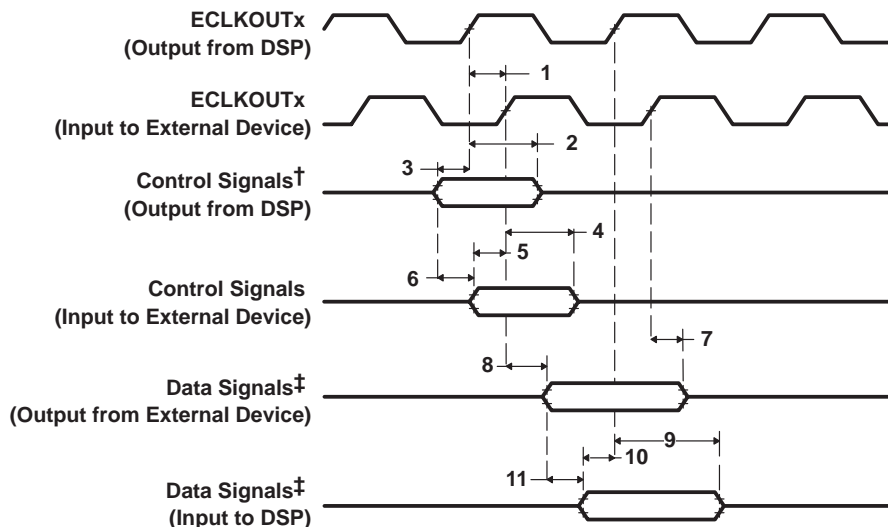 ECLKOUTx
(Output from DSP)
1
ECLKOUTx
(Input to External Device)
2
3
Control Signals†
(Output from DSP)
4
5
6
Control Signals
(Input to External Device)
7
8
Data Signals‡
(Output from External Device)
9
10
11
Data Signals‡
(Input to DSP)